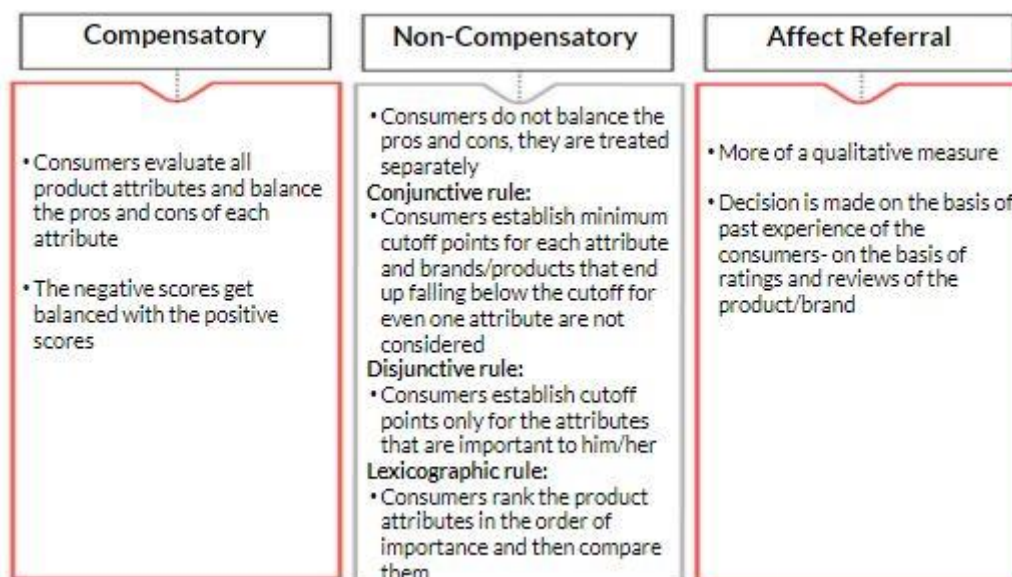 Compensatory
• Consumers evaluate all
product attributes and balance
the pros and cons of each
attribute
• The negative scores get
balanced with the positive
scores
Non-Compensatory
• Consumers do not balance the
pros and cons, they are treated
separately
Conjunctive rule:
• Consumers establish minimum
cutoff points for each attribute
and brands/products that end
up falling below the cutoff for
even one attribute are not
considered
Disjunctive rule:
• Consumers establish cutoff
points only for the attributes
that are important to him/her
Lexicographic rule:
• Consumers rank the product
attributes in the order of
importance and then compare
them
Affect Referral
• More of a qualitative measure
• Decision is made on the basis of
past experience of the
consumers- on the basis of
ratings and reviews of the
product/brand